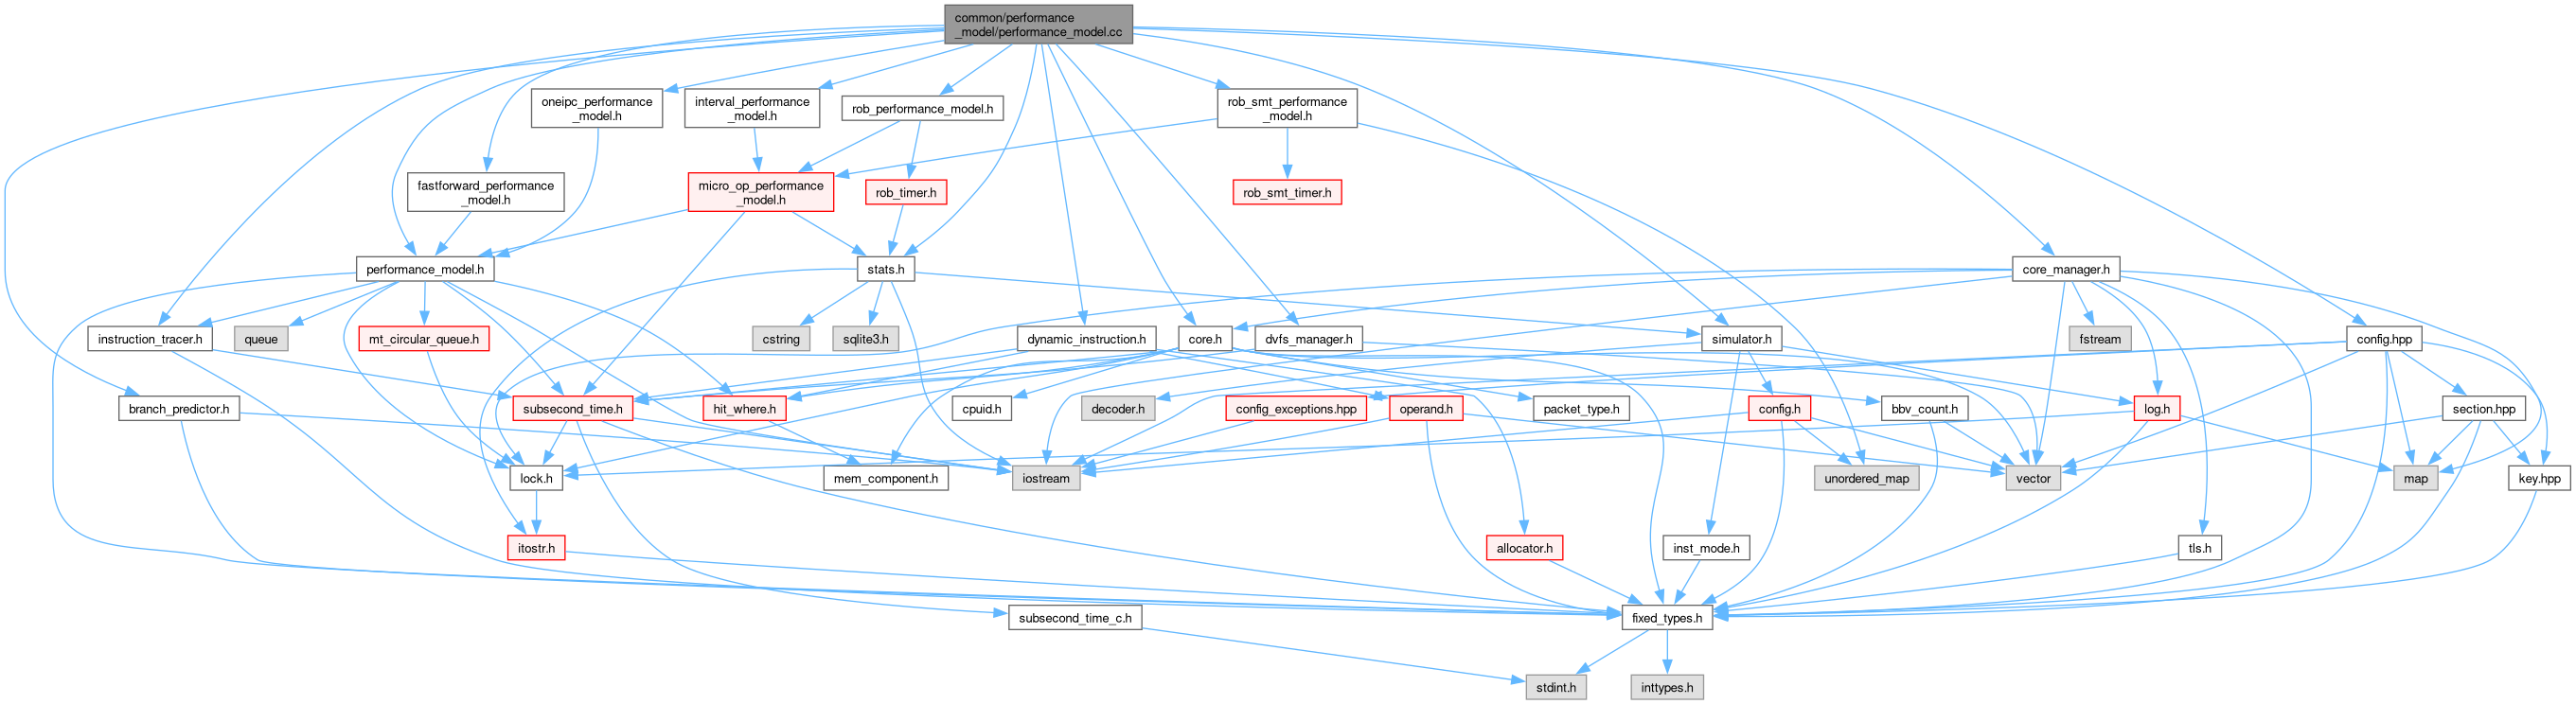 common/performance
_model/performance_model.cc
oneipc_performance
_model.h
interval_performance
_model.h
rob_performance_model.h
rob_smt_performance
_model.h
fastforward_performance
_model.h
micro_op_performance
_model.h
rob_timer.h
rob_smt_timer.h
performance_model.h
stats.h
core_manager.h
instruction_tracer.h
queue
mt_circular_queue.h
cstring
sqlite3.h
dynamic_instruction.h
core.h
dvfs_manager.h
simulator.h
fstream
config.hpp
branch_predictor.h
subsecond_time.h
hit_where.h
cpuid.h
decoder.h
config_exceptions.hpp
operand.h
packet_type.h
config.h
bbv_count.h
log.h
section.hpp
lock.h
mem_component.h
iostream
unordered_map
vector
map
key.hpp
itostr.h
allocator.h
inst_mode.h
tls.h
subsecond_time_c.h
fixed_types.h
stdint.h
inttypes.h